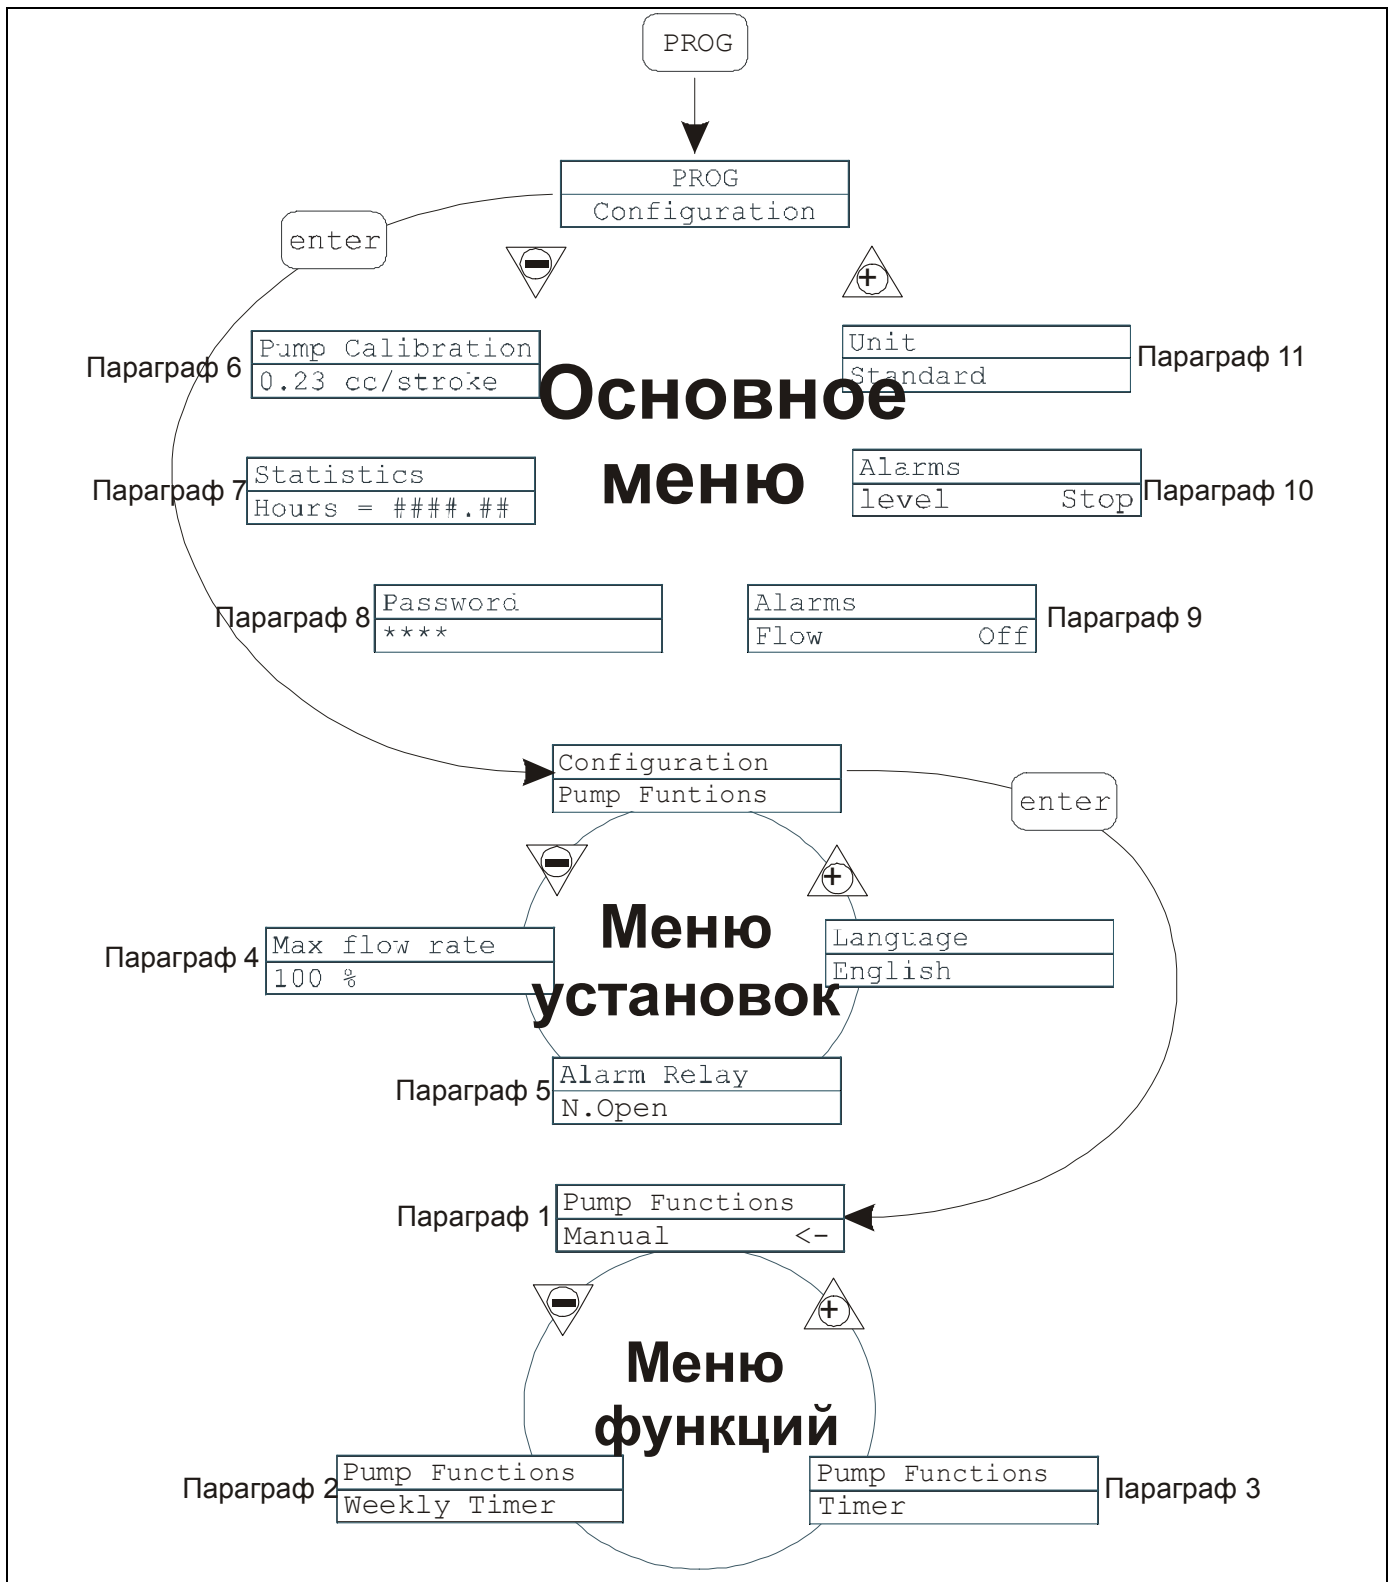 PROG
PROG
Configuration
enter
Параграф 6
Pump Calibration
0.23 cc/stroke
Unit
Standard
Параграф 11
Основное
меню
Параграф 7
Statistics
Hours = ####.##
Alarms
level Stop
Параграф 10
Параграф 8
Password
****
Alarms
Flow Off
Параграф 9
Configuration
Pump Funtions
enter
Параграф 4
Max flow rate
100 %
Меню
установок
Language
English
Параграф 5
Alarm Relay
N.Open
Параграф 1
Pump Functions
Manual <-
Меню
функций
Параграф 2
Pump Functions
Weekly Timer
Pump Functions
Timer
Параграф 3